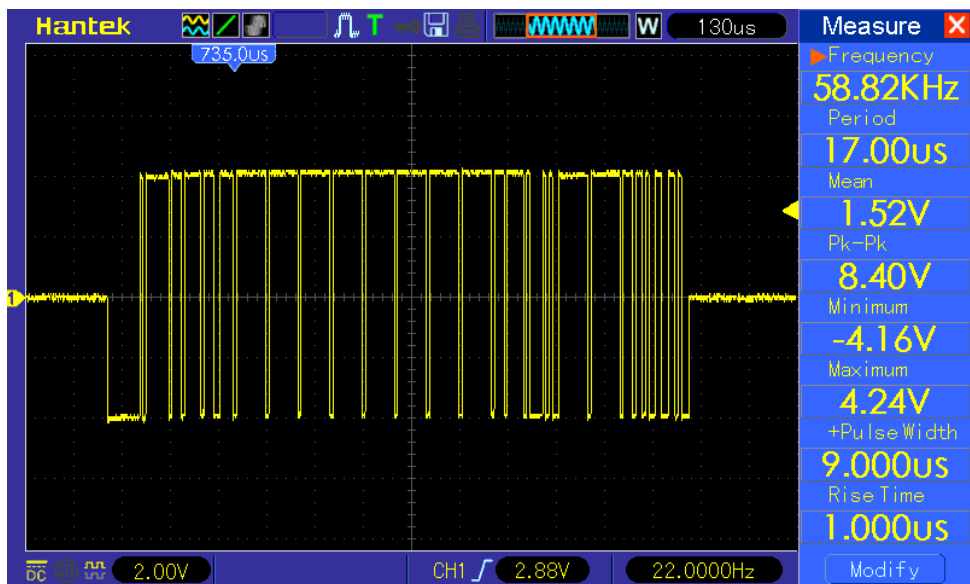 Hantek
T
W
130us
735.0us
1
Measure X
Frequency
58.82KHz
Period
17.00us
Mean
1.52V
Pk-Pk
8.40V
Minimum
-4.16V
Maximum
4.24V
+Pulse Width
9.000us
Rise Time
1.000us
Modify
DC 2.00V CH1 2.88V 22.0000Hz